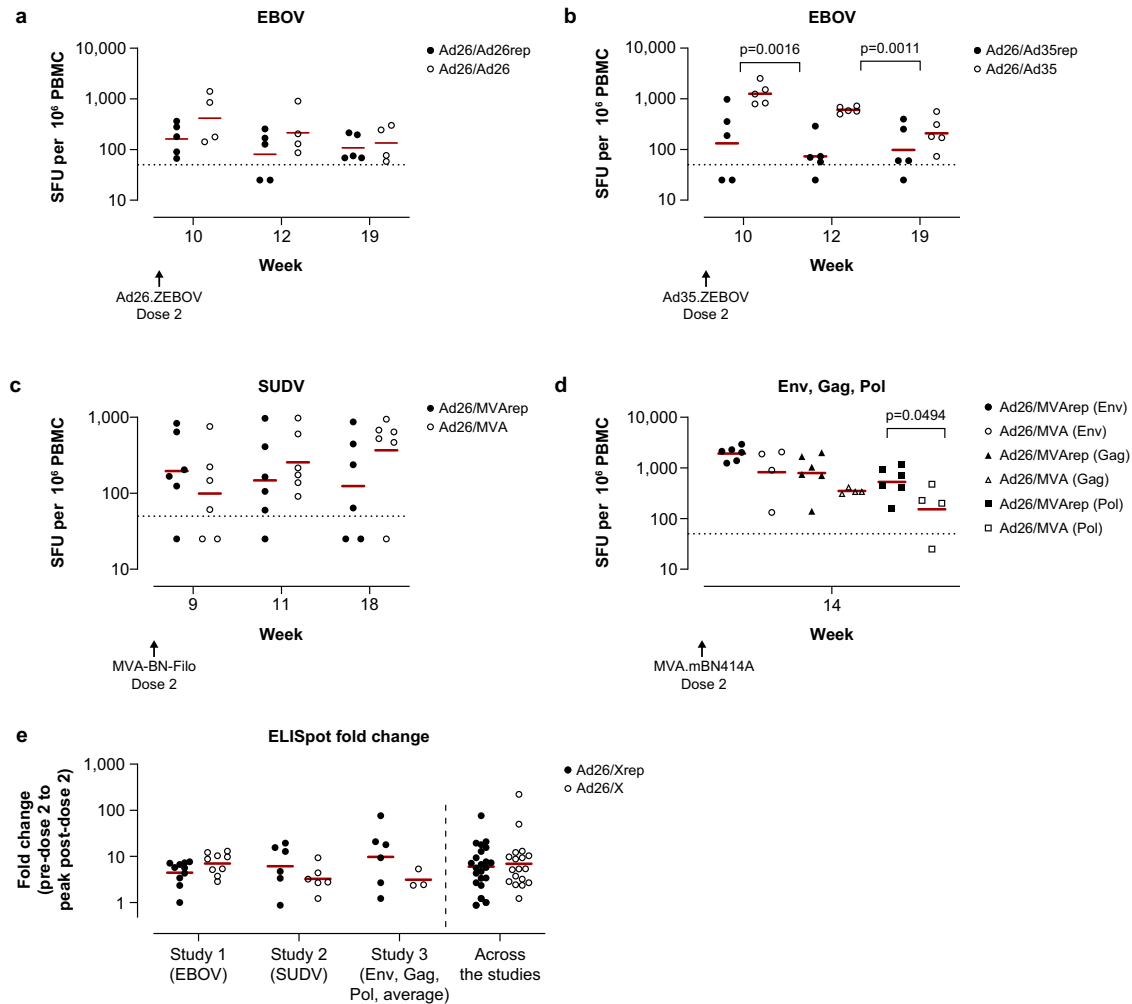 a
EBOV
SFU per 10⁶ PBMC
10,000
1,000
100
10
Ad26/Ad26rep
Ad26/Ad26
10
12
19
Week
Ad26.ZEBOV
Dose 2
b
EBOV
SFU per 10⁶ PBMC
10,000
1,000
100
10
p=0.0016
p=0.0011
Ad26/Ad35rep
Ad26/Ad35
10
12
19
Week
Ad35.ZEBOV
Dose 2
c
SUDV
SFU per 10⁶ PBMC
1,000
100
10
Ad26/MVArep
Ad26/MVA
9
11
18
Week
MVA-BN-Filo
Dose 2
d
Env, Gag, Pol
SFU per 10⁶ PBMC
10,000
1,000
100
10
p=0.0494
Ad26/MVArep (Env)
Ad26/MVA (Env)
Ad26/MVArep (Gag)
Ad26/MVA (Gag)
Ad26/MVArep (Pol)
Ad26/MVA (Pol)
14
Week
MVA.mBN414A
Dose 2
e
ELISpot fold change
Fold change
(pre-dose 2 to
peak post-dose 2)
1,000
100
10
1
Ad26/Xrep
Ad26/X
Study 1
(EBOV)
Study 2
(SUDV)
Study 3
(Env, Gag,
Pol, average)
Across
the studies